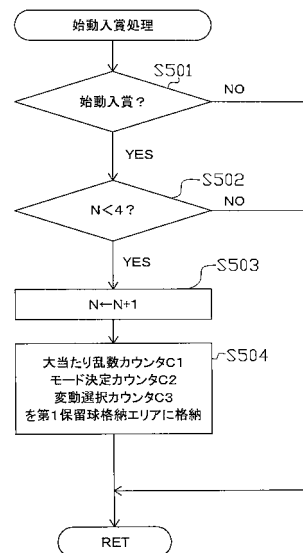 始動入賞処理
S501
始動入賞?
NO
YES
S502
N<4?
NO
YES
S503
N←N+1
S504
大当たり乱数カウンタC1
モード決定カウンタC2
変動選択カウンタC3
を第1保留球格納エリアに格納
RET